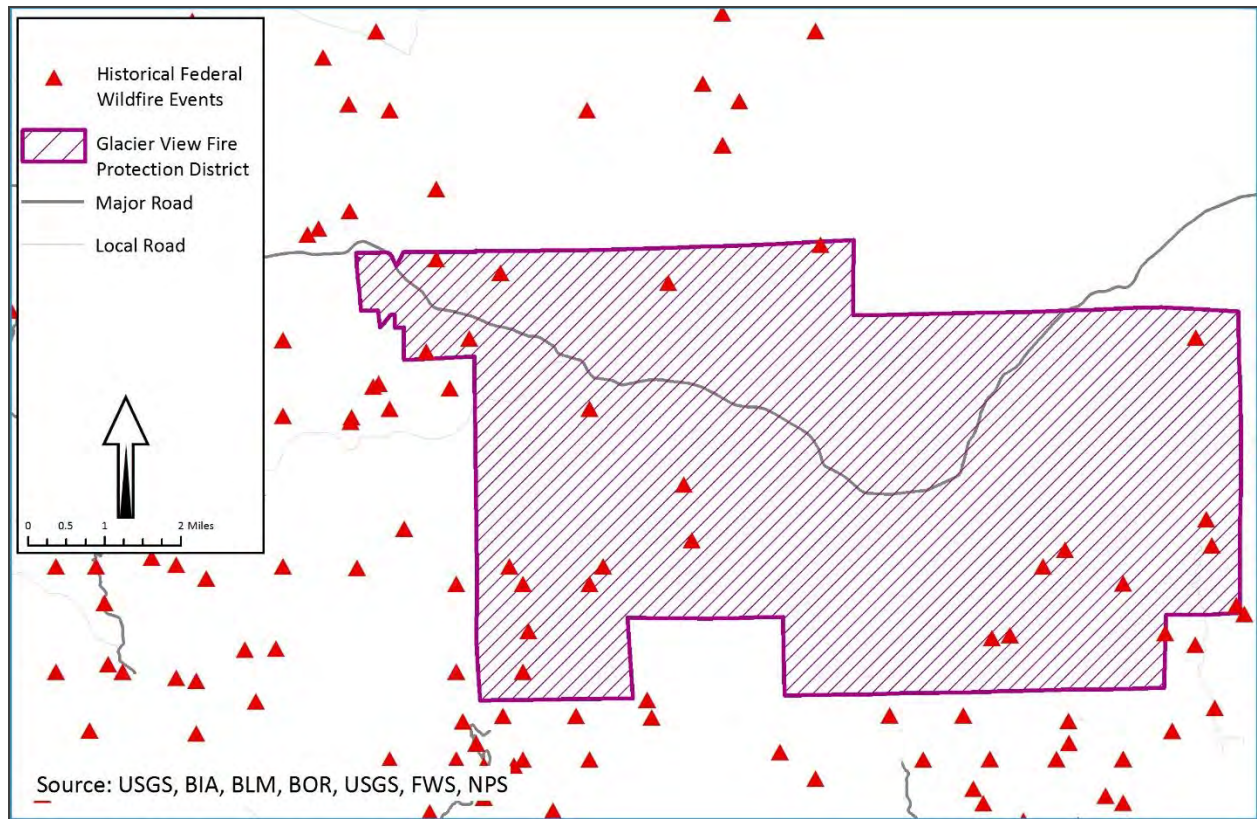 Historical Federal
Wildfire Events
Glacier View Fire
Protection District
Major Road
Local Road
0 0.5 1 2 Miles
Source: USGS, BIA, BLM, BOR, USGS, FWS, NPS